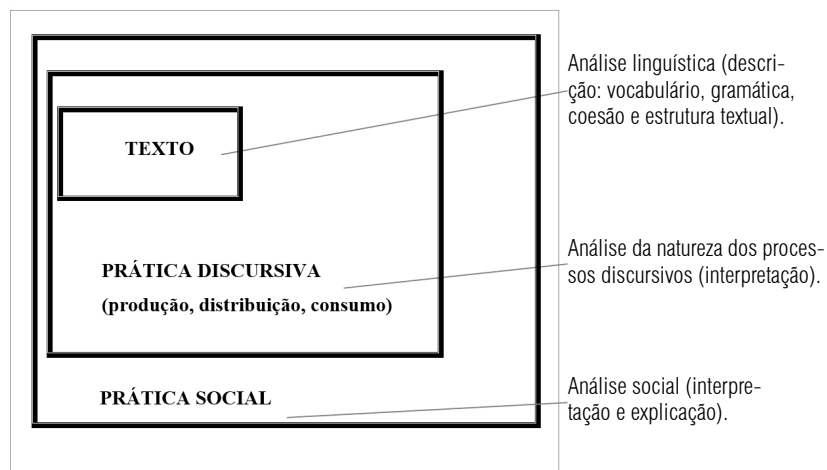 TEXTO
PRÁTICA DISCURSIVA
(produção, distribuição, consumo)
PRÁTICA SOCIAL
Análise linguística (descri-
ção: vocabulário, gramática,
coesão e estrutura textual).
Análise da natureza dos proces-
sos discursivos (interpretação).
Análise social (interpre-
tação e explicação).